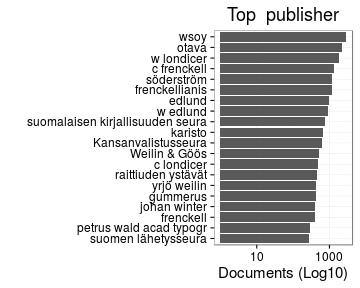 Top publisher
wsoy
otava
w londicer
c frenckell
söderström
frenckellianis
edlund
w edlund
suomalaisen kirjallisuuden seura
karisto
Kansanvalistusseura
Weilin & Göös
c londicer
raittiuden ystävät
yrjö weilin
gummerus
johan winter
frenckell
petrus wald acad typogr
suomen lähetysseura
10 1000
Documents (Log10)